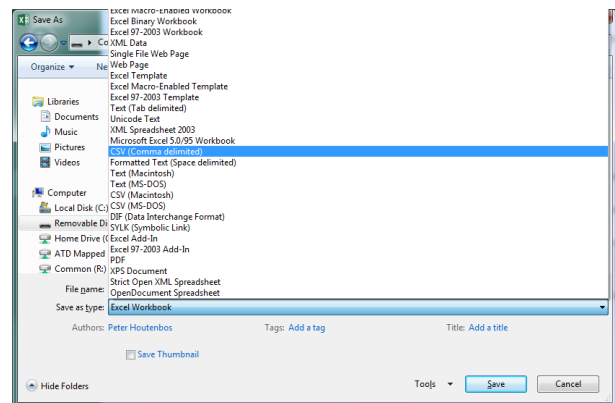 Save As
Excel Macro-Enabled Workbook
Excel Binary Workbook
Excel 97-2003 Workbook
Co XML Data
Single File Web Page
Organize Ne Web Page
Excel Template
Excel Macro-Enabled Template
Libraries Excel 97-2003 Template
Documents Text (Tab delimited)
Unicode Text
Music XML Spreadsheet 2003
Pictures Microsoft Excel 5.0/95 Workbook
Videos CSV (Comma delimited)
Formatted Text (Space delimited)
Text (Macintosh)
Computer Text (MS-DOS)
CSV (Macintosh)
Local Disk (C:) CSV (MS-DOS)
Removable Di DIF (Data Interchange Format)
SYLK (Symbolic Link)
Home Drive ( Excel Add-In
ATD Mapped Excel 97-2003 Add-In
PDF
Common (R:) XPS Document
Strict Open XML Spreadsheet
File name: OpenDocument Spreadsheet
Save as type: Excel Workbook
Authors: Peter Houtenbos Tags: Add a tag Title: Add a title
Save Thumbnail
Hide Folders Tools Save Cancel